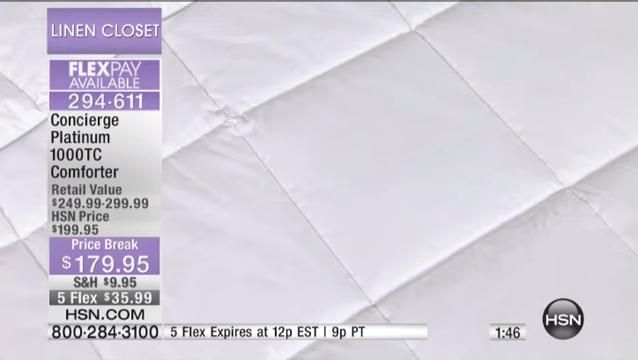 LINEN CLOSET
FLEXPAY
AVAILABLE
294-611
Concierge
Platinum
1000TC
Comforter
Retail Value
$249.99-299.99
HSN Price
$199.95
Price Break
$179.95
S&H $9.95
5 Flex $35.99
HSN.COM
800-284-3100
5 Flex Expires at 12p EST | 9p PT
1:46
HSN